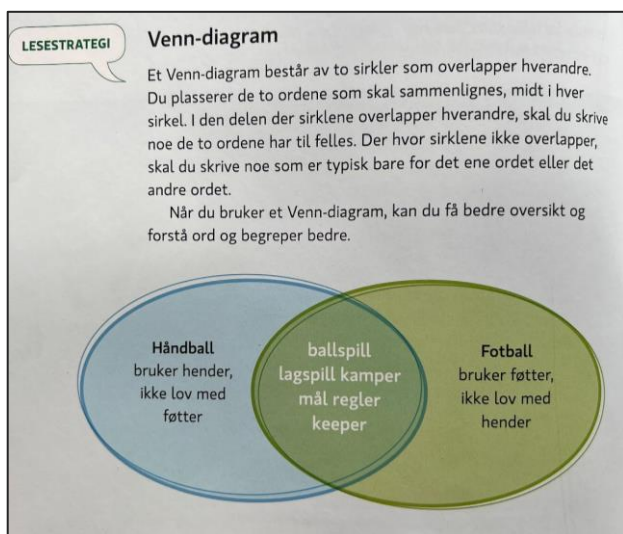 LESESTRATEGI
Venn-diagram
Et Venn-diagram består av to sirkler som overlapper hverandre.
Du plasserer de to ordene som skal sammenlignes, midt i hver
sirkel. I den delen der sirklene overlapper hverandre, skal du skrive
noe de to ordene har til felles. Der hvor sirklene ikke overlapper,
skal du skrive noe som er typisk bare for det ene ordet eller det
andre ordet.
Når du bruker et Venn-diagram, kan du få bedre oversikt og
forstå ord og begreper bedre.
Håndball
bruker hender,
ikke lov med
føtter
ballspill
lagspill kamper
mål regler
keeper
Fotball
bruker føtter,
ikke lov med
hender